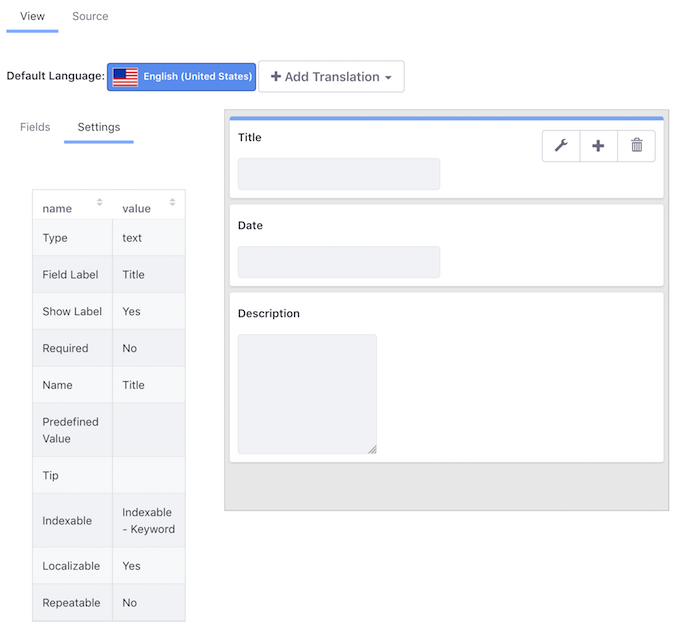 View Source
Default Language: English (United States) Add Translation
Fields Settings
name value
Type text
Field Label Title
Show Label Yes
Required No
Name Title
Predefined
Value
Tip
Indexable Indexable
- Keyword
Localizable Yes
Repeatable No
Title
Date
Description